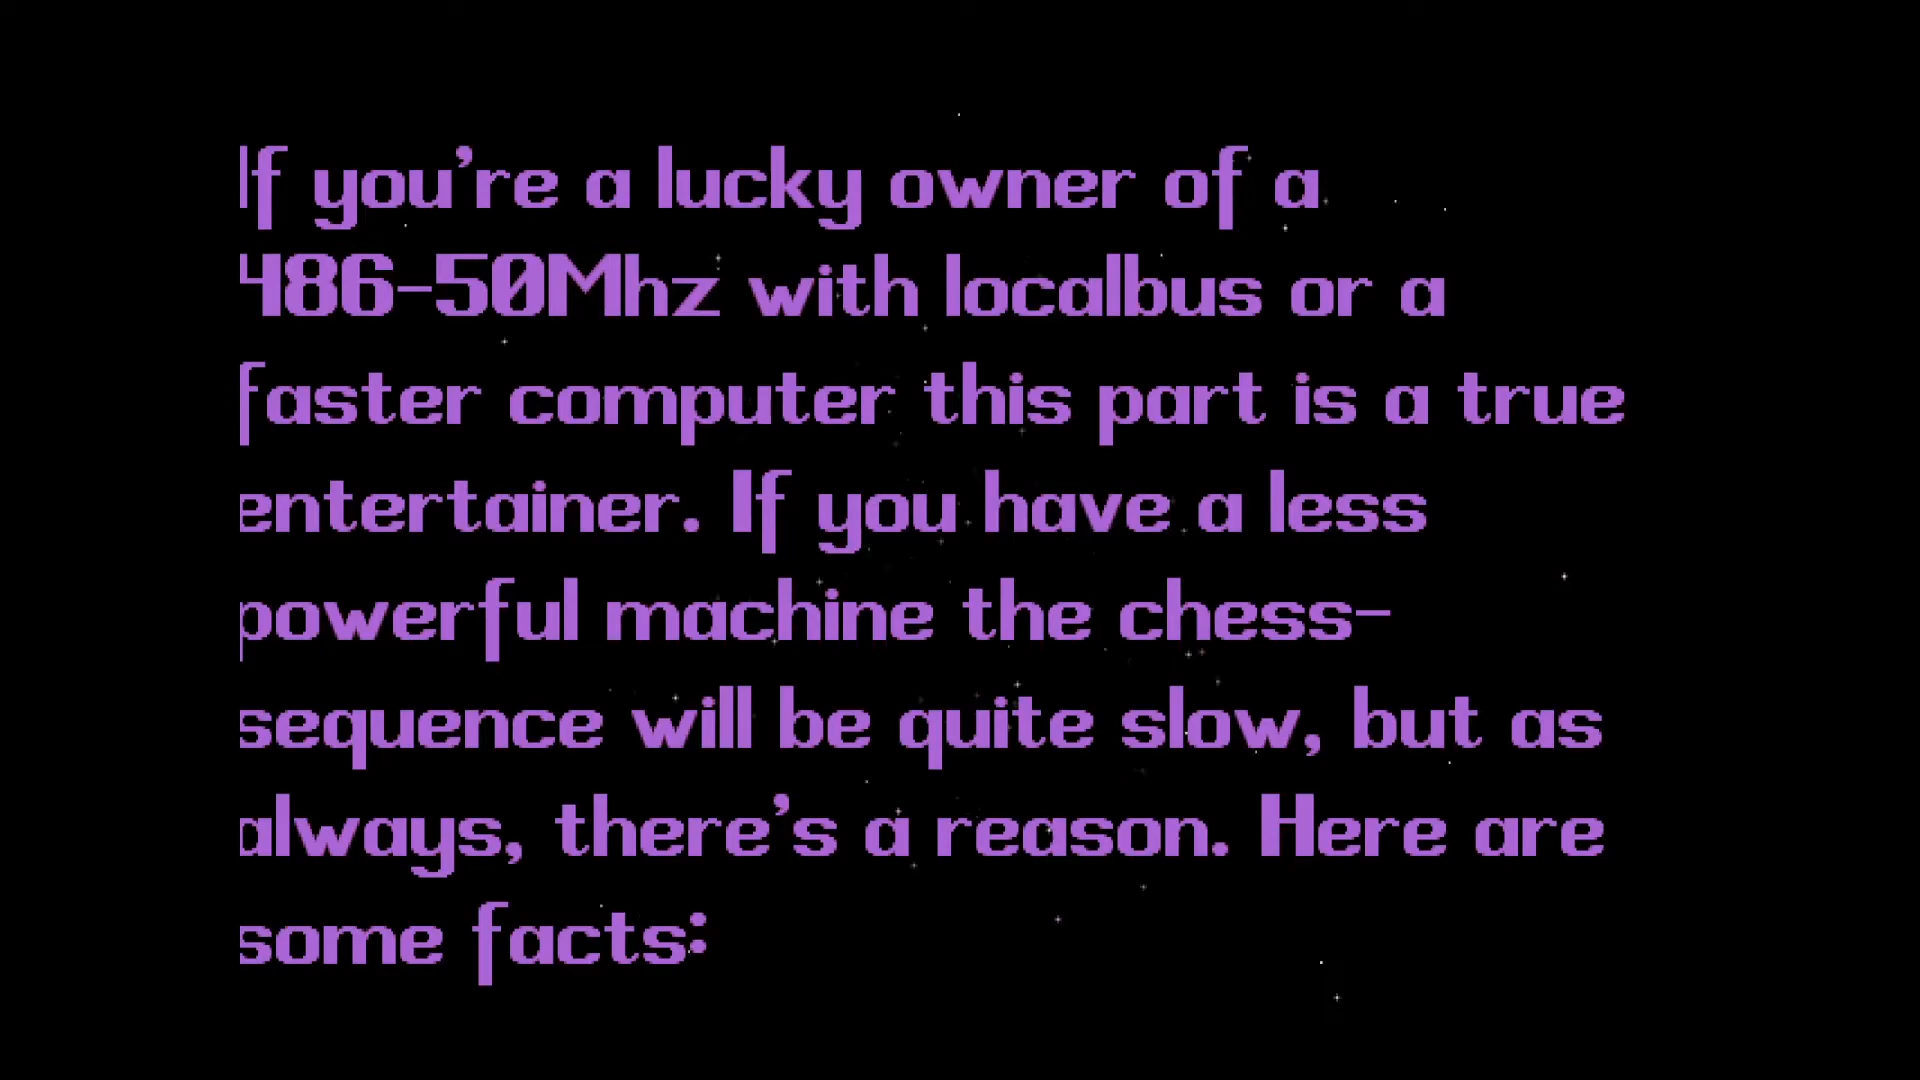 If you're a lucky owner of a
486-50Mhz with localbus or a
faster computer this part is a true
entertainer. If you have a less
powerful machine the chess-
sequence will be quite slow, but as
always, there's a reason. Here are
some facts: